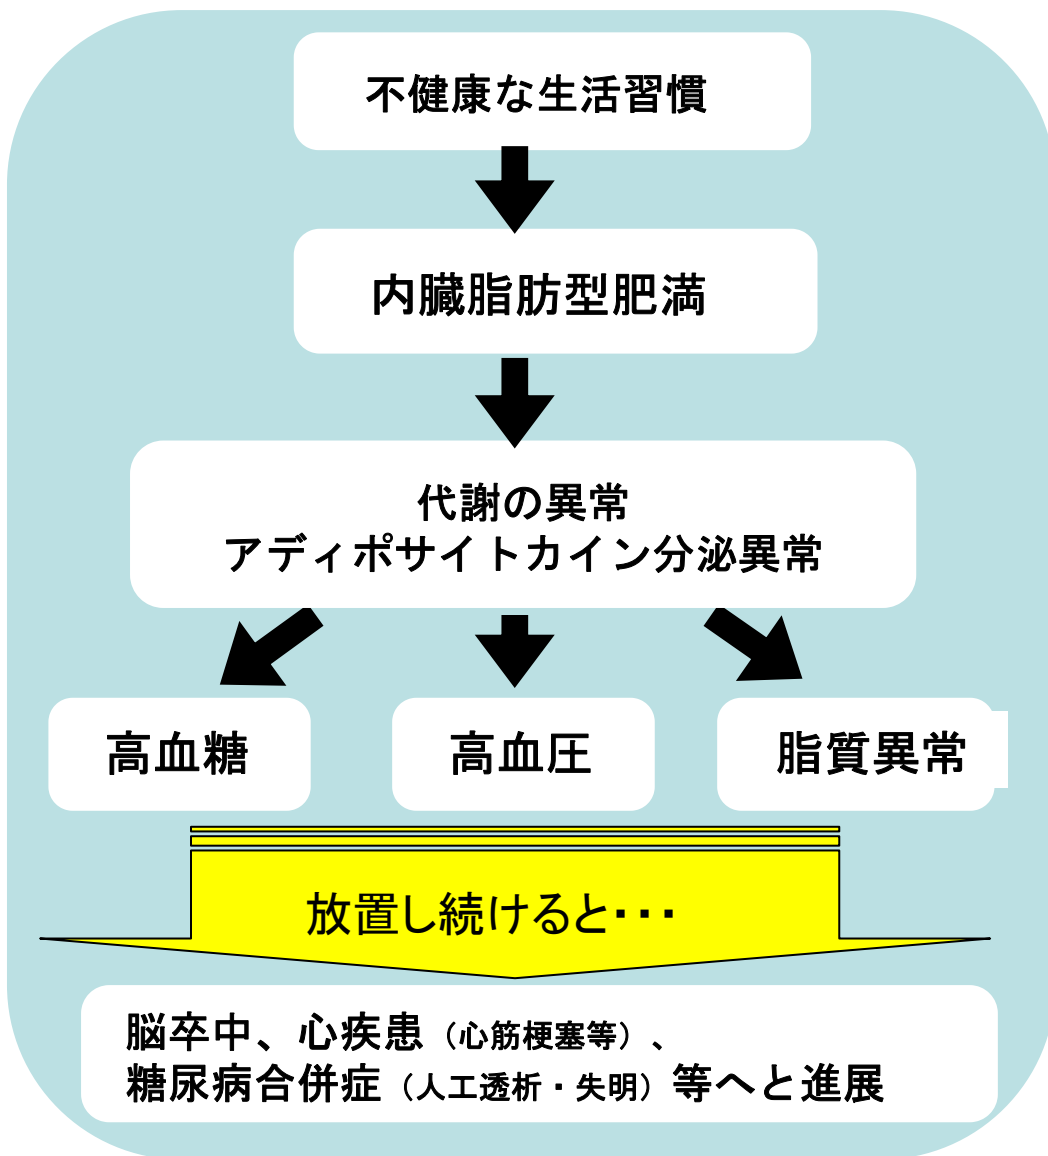 不健康な生活習慣
内臓脂肪型肥満
代謝の異常
アディポサイトカイン分泌異常
高血糖 高血圧 脂質異常
放置し続けると・・・
脳卒中、心疾患（心筋梗塞等）、
糖尿病合併症（人工透析・失明）等へと進展